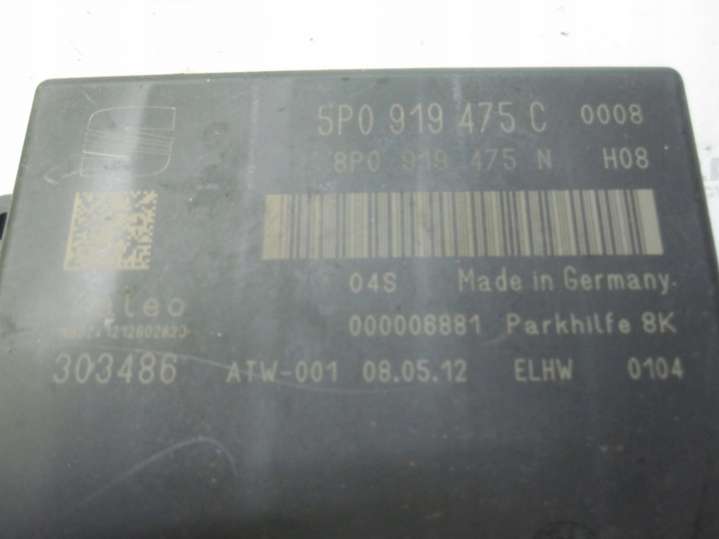 5P0 919 475 C 0008
8P0 919 475 N H08
04S Made in Germany.
000006881 Parkhilfe 8K
303486 ATW-001 08.05.12 ELHW 0104